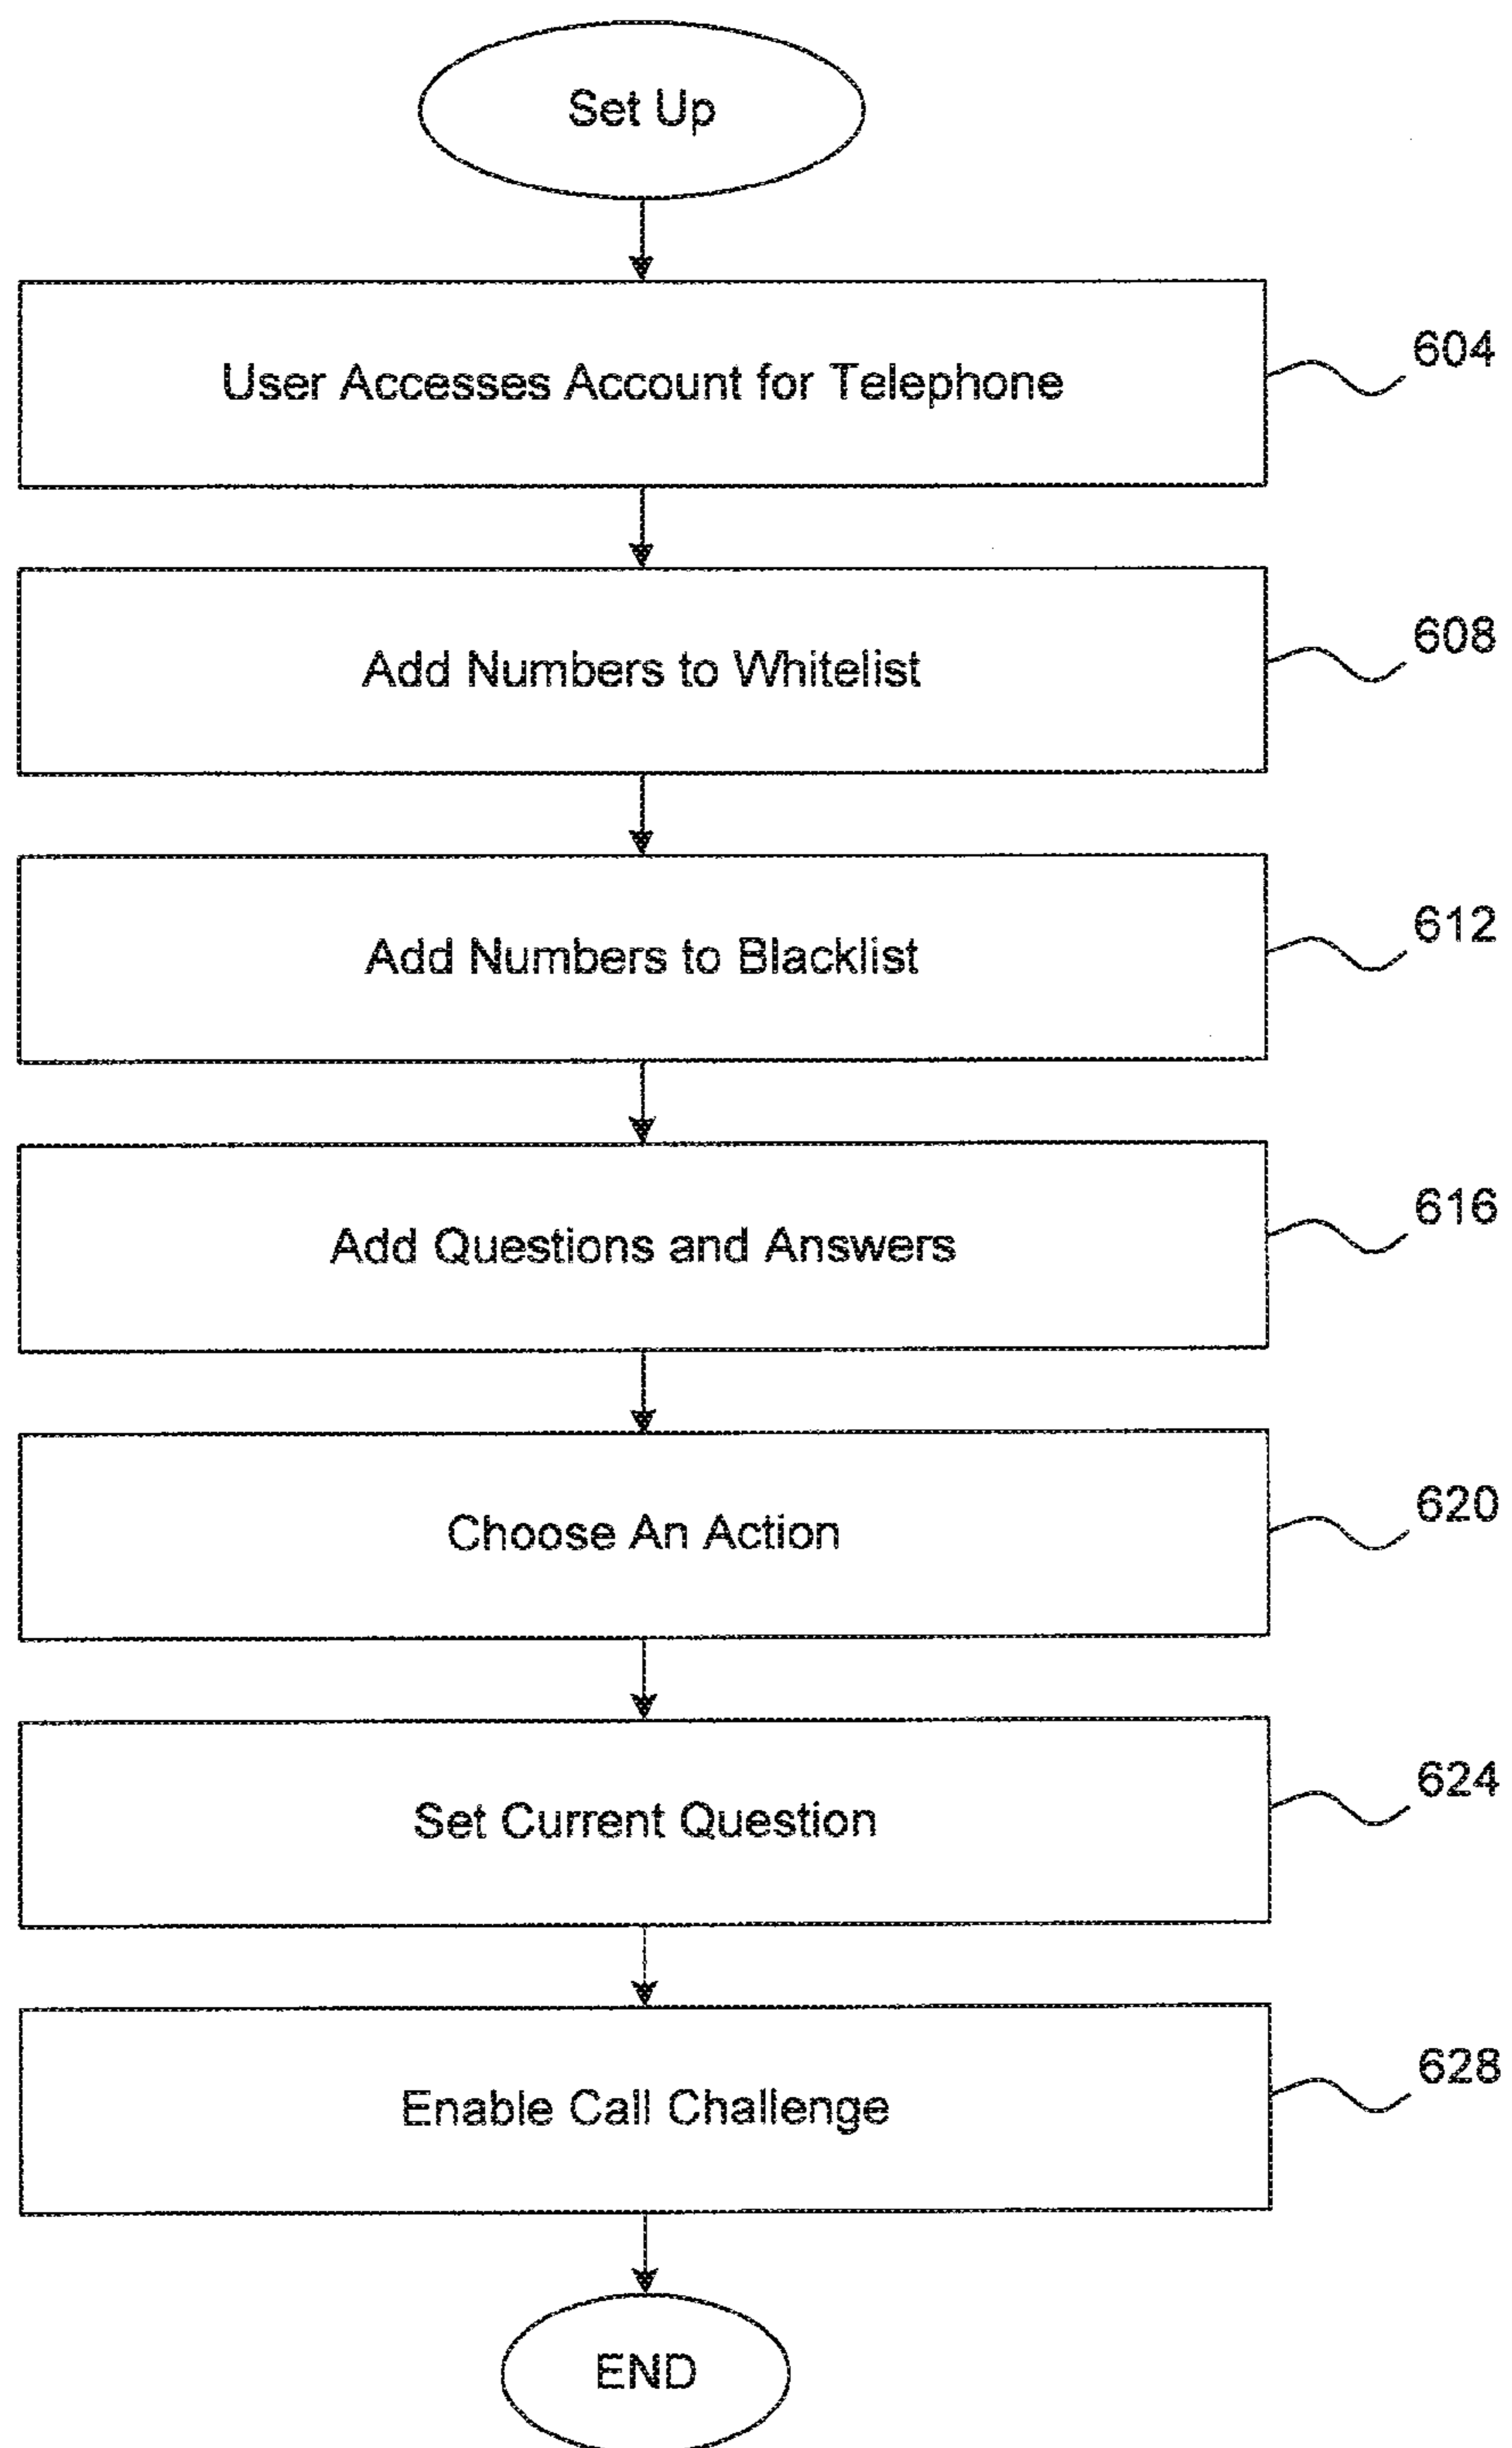 Set Up
User Accesses Account for Telephone
604
Add Numbers to Whitelist
608
Add Numbers to Blacklist
612
Add Questions and Answers
616
Choose An Action
620
Set Current Question
624
Enable Call Challenge
628
END